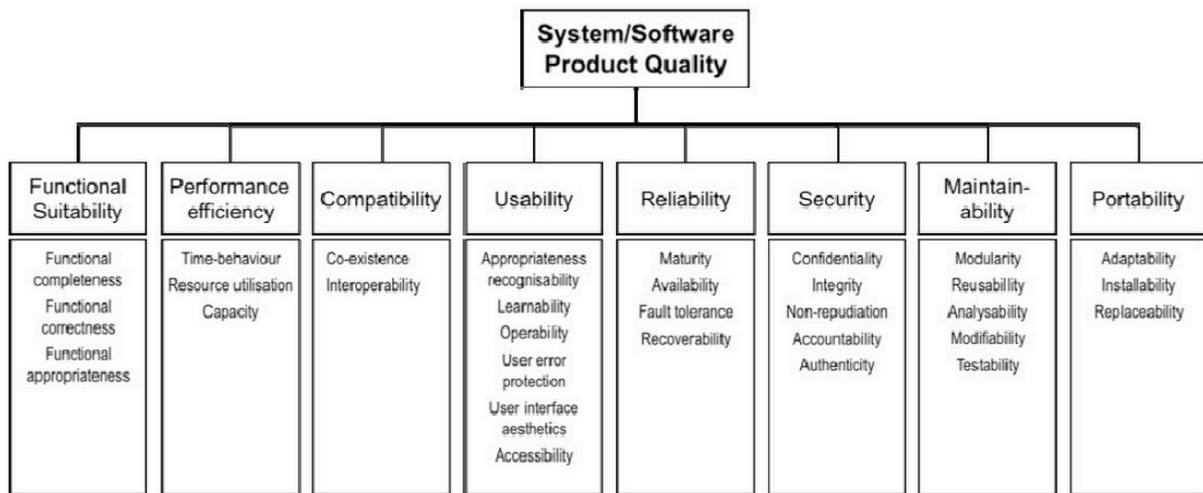 System/Software
Product Quality
Functional
Suitability
Performance
efficiency
Compatibility
Usability
Reliability
Security
Maintain-
ability
Portability
Functional
completeness
Functional
correctness
Functional
appropriateness
Time-behaviour
Resource utilisation
Capacity
Co-existence
Interoperability
Appropriateness
recognisability
Learnability
Operability
User error
protection
User interface
aesthetics
Accessibility
Maturity
Availability
Fault tolerance
Recoverability
Confidentiality
Integrity
Non-repudiation
Accountability
Authenticity
Modularity
Reusability
Analysability
Modifiability
Testability
Adaptability
Installability
Replaceability